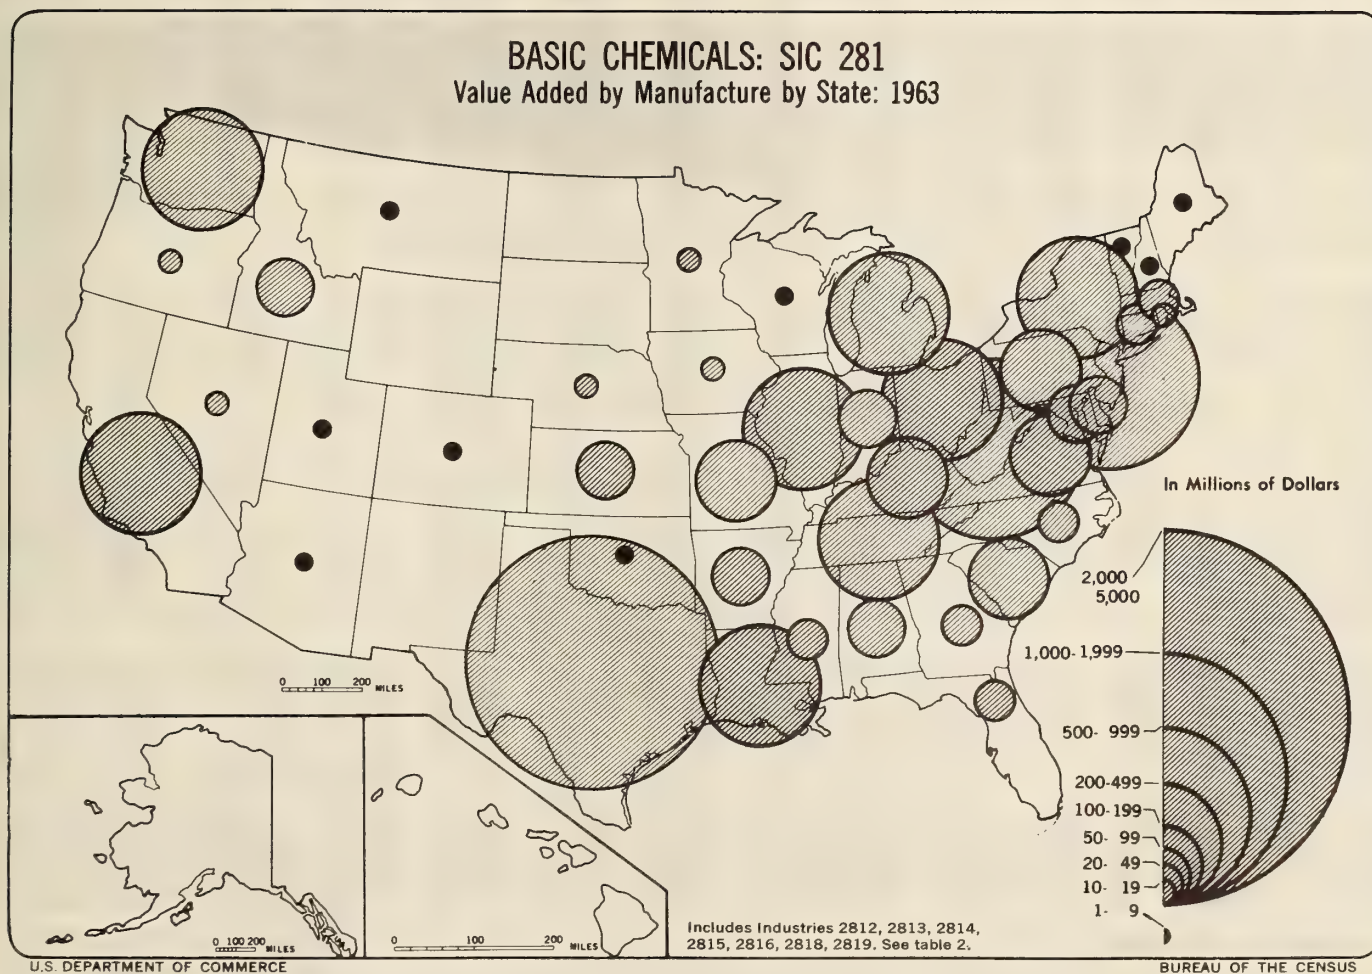 BASIC CHEMICALS: SIC 281
Value Added by Manufacture by State: 1963
In Millions of Dollars
2,000
5,000
1,000-1,999
500- 999
200-499
100-199
50- 99
20- 49
10- 19
1- 9
0 100 200 MILES
0 100 200 MILES
0 200 MILES
Includes Industries 2812, 2813, 2814,
2815, 2816, 2818, 2819. See table 2.
U.S. DEPARTMENT OF COMMERCE
BUREAU OF THE CENSUS